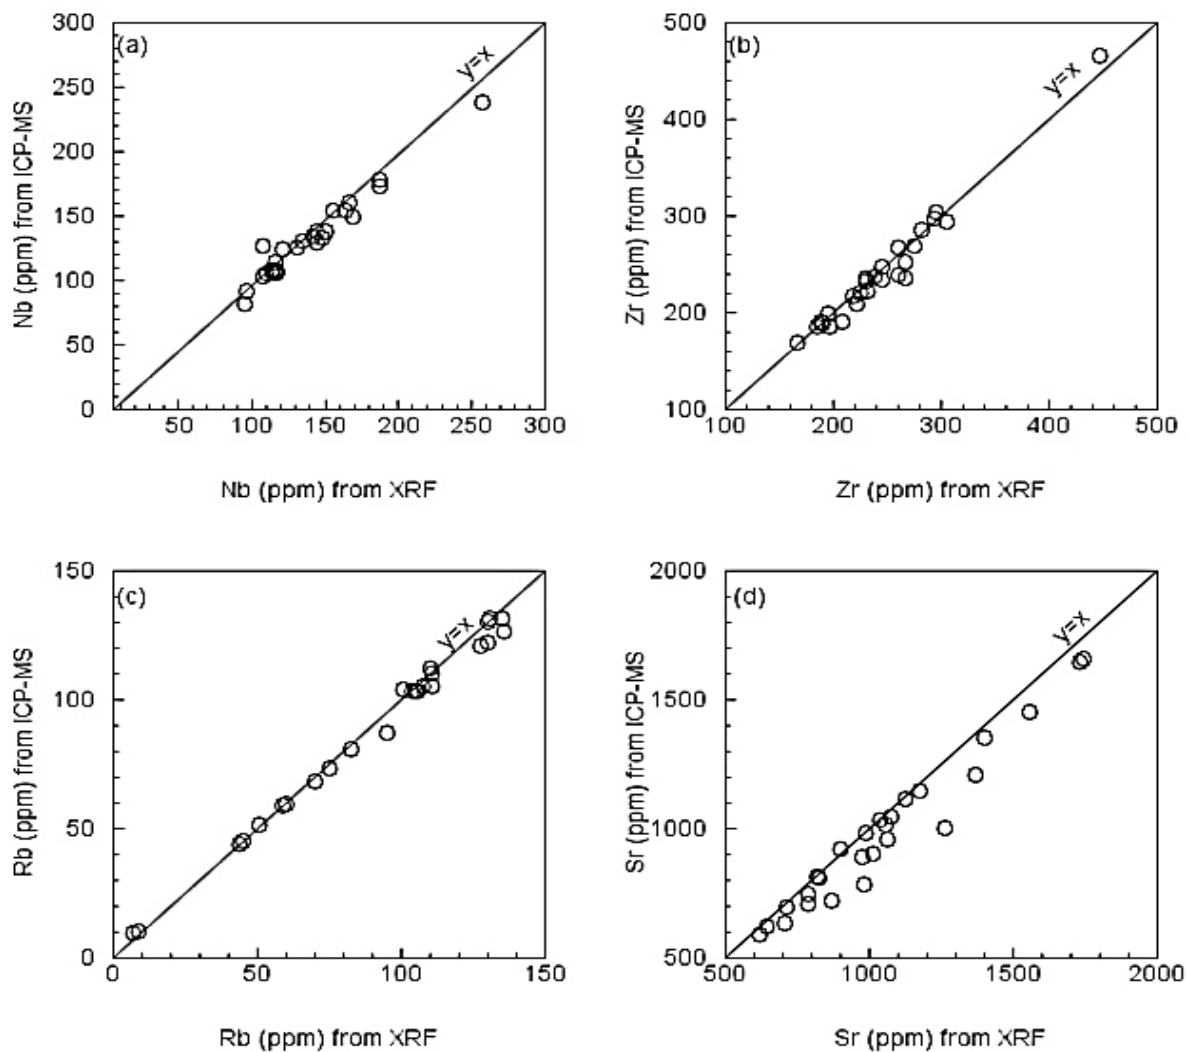 (a)
y=x
300
250
200
150
100
50
0
50
100
150
200
250
300
Nb (ppm) from ICP-MS
Nb (ppm) from XRF
(b)
y=x
500
400
300
200
100
100
200
300
400
500
Zr (ppm) from ICP-MS
Zr (ppm) from XRF
(c)
y=x
150
100
50
0
0
50
100
150
Rb (ppm) from ICP-MS
Rb (ppm) from XRF
(d)
y=x
2000
1500
1000
500
500
1000
1500
2000
Sr (ppm) from ICP-MS
Sr (ppm) from XRF